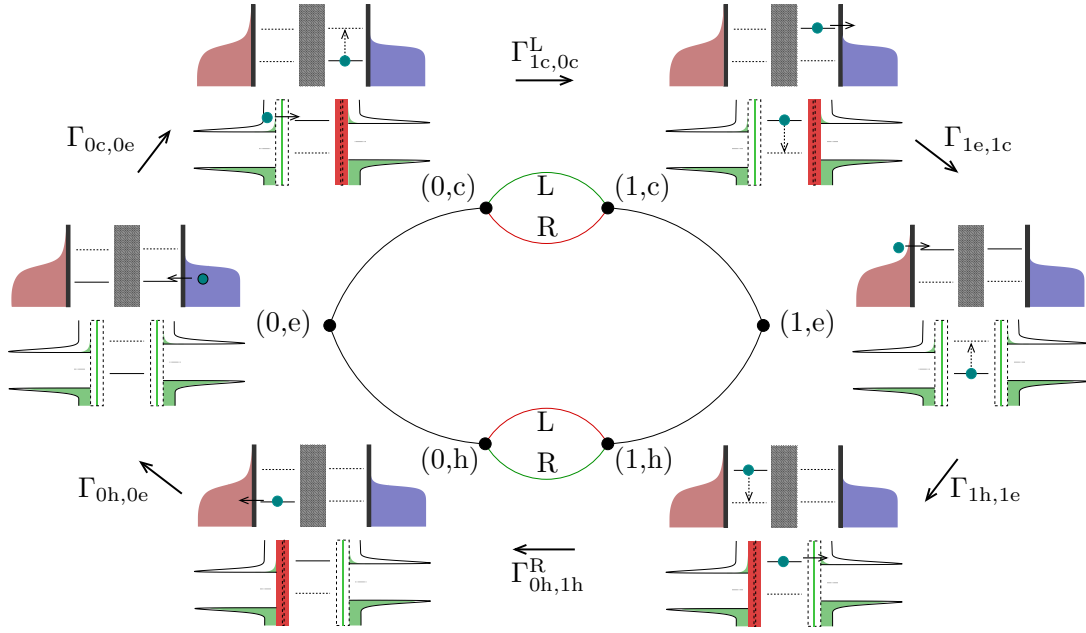 Γ^L_{1c,0c}
Γ_{0c,0e}
Γ_{1e,1c}
(0,c)
L
R
(1,c)
(0,e)
(1,e)
(0,h)
L
R
(1,h)
Γ_{0h,0e}
Γ_{1h,1e}
Γ^R_{0h,1h}